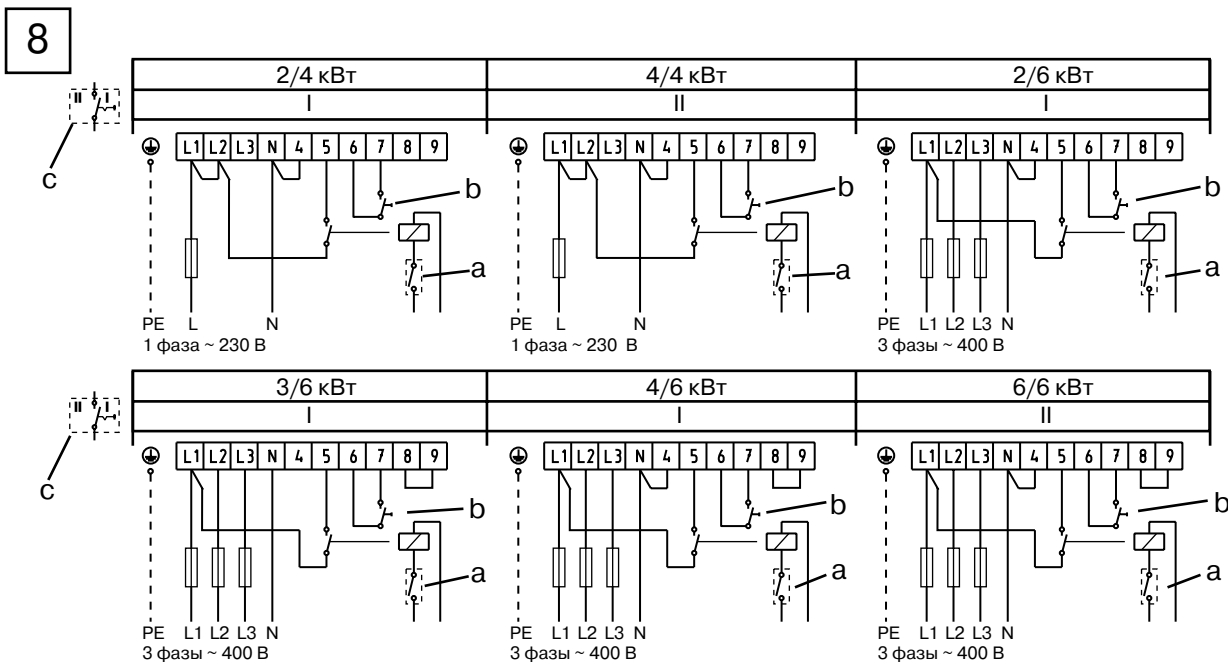 8
2/4 кВт 4/4 кВт 2/6 кВт
I II I
II I
c
L1 L2 L3 N 4 5 6 7 8 9 L1 L2 L3 N 4 5 6 7 8 9 L1 L2 L3 N 4 5 6 7 8 9
b b b
a a a
PE L N PE L N PE L1 L2 L3 N
1 фаза ~ 230 В 1 фаза ~ 230 В 3 фазы ~ 400 В
3/6 кВт 4/6 кВт 6/6 кВт
I I II
II I
c
L1 L2 L3 N 4 5 6 7 8 9 L1 L2 L3 N 4 5 6 7 8 9 L1 L2 L3 N 4 5 6 7 8 9
b b b
a a a
PE L1 L2 L3 N PE L1 L2 L3 N PE L1 L2 L3 N
3 фазы ~ 400 В 3 фазы ~ 400 В 3 фазы ~ 400 В